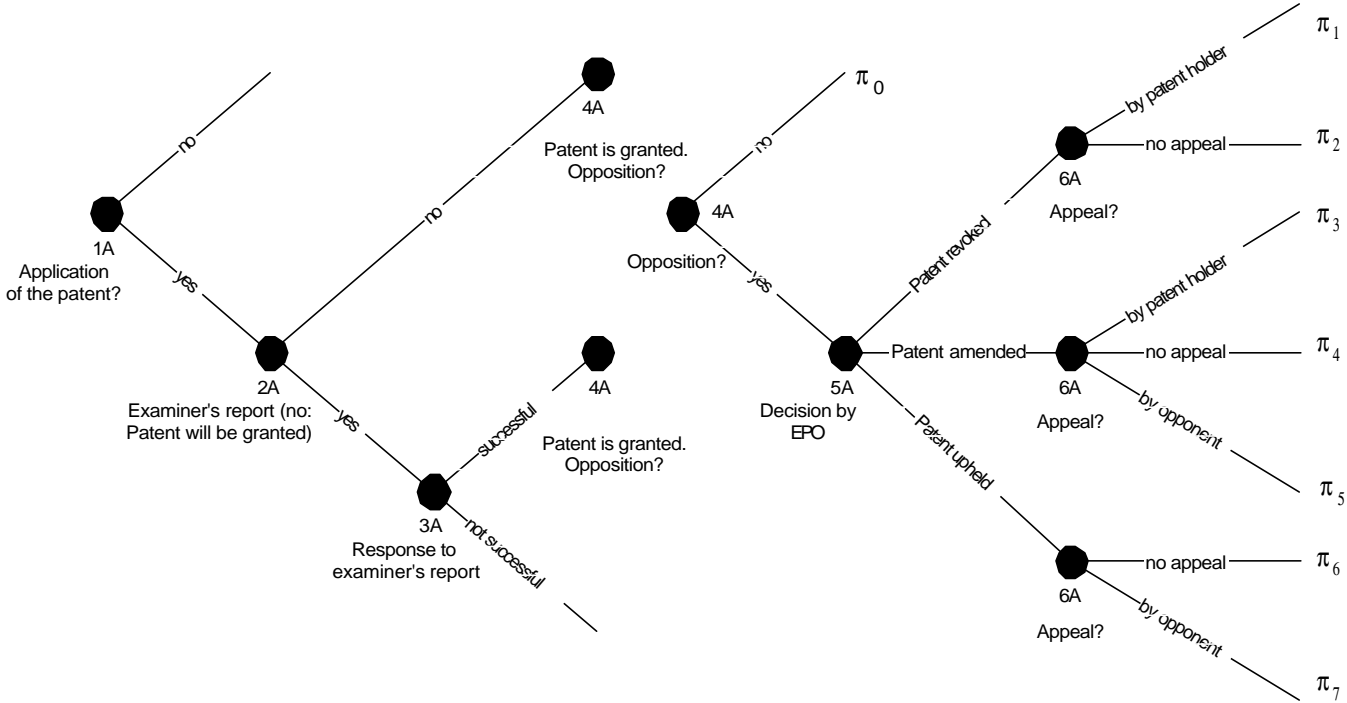 no
1A
Application
of the patent?
yes
no
2A
Examiner's report (no:
Patent will be granted)
yes
3A
Response to
examiner's report
successful
not successful
4A
Patent is granted.
Opposition?
4A
Patent is granted.
Opposition?
π0
no
4A
Opposition?
yes
5A
Decision by
EPO
Patent revoked
Patent amended
Patent upheld
6A
Appeal?
by patent holder
π1
no appeal
π2
6A
Appeal?
by patent holder
π3
no appeal
π4
by opponent
π5
6A
Appeal?
no appeal
π6
by opponent
π7